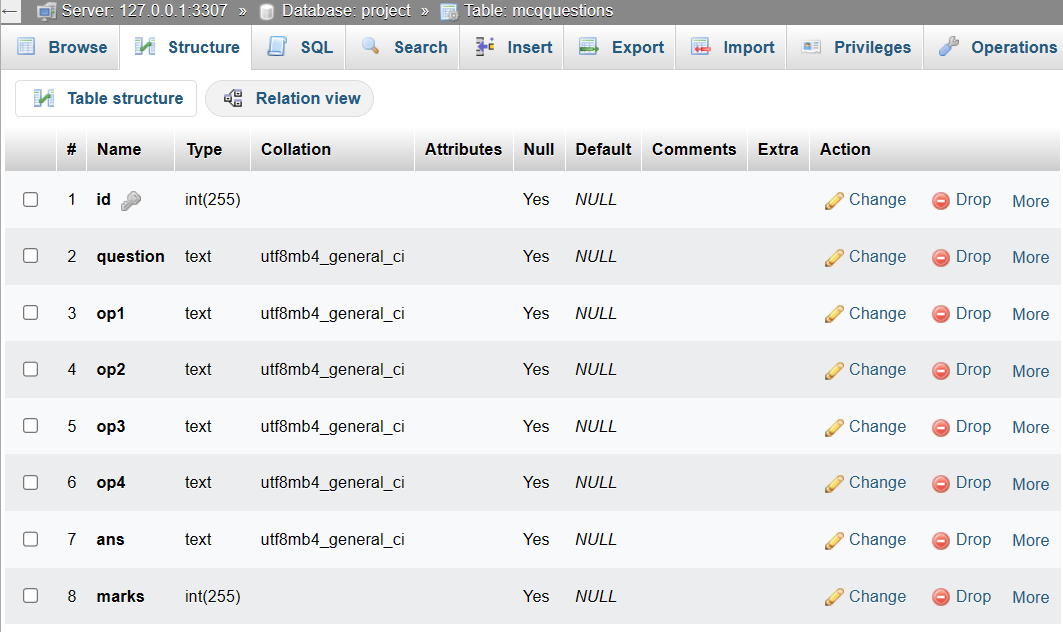 Server: 127.0.0.1:3307 » Database: project » Table: mcqquestions
Browse Structure SQL Search Insert Export Import Privileges Operations
Table structure Relation view
# Name Type Collation Attributes Null Default Comments Extra Action
1 id int(255) Yes NULL Change Drop More
2 question text utf8mb4_general_ci Yes NULL Change Drop More
3 op1 text utf8mb4_general_ci Yes NULL Change Drop More
4 op2 text utf8mb4_general_ci Yes NULL Change Drop More
5 op3 text utf8mb4_general_ci Yes NULL Change Drop More
6 op4 text utf8mb4_general_ci Yes NULL Change Drop More
7 ans text utf8mb4_general_ci Yes NULL Change Drop More
8 marks int(255) Yes NULL Change Drop More